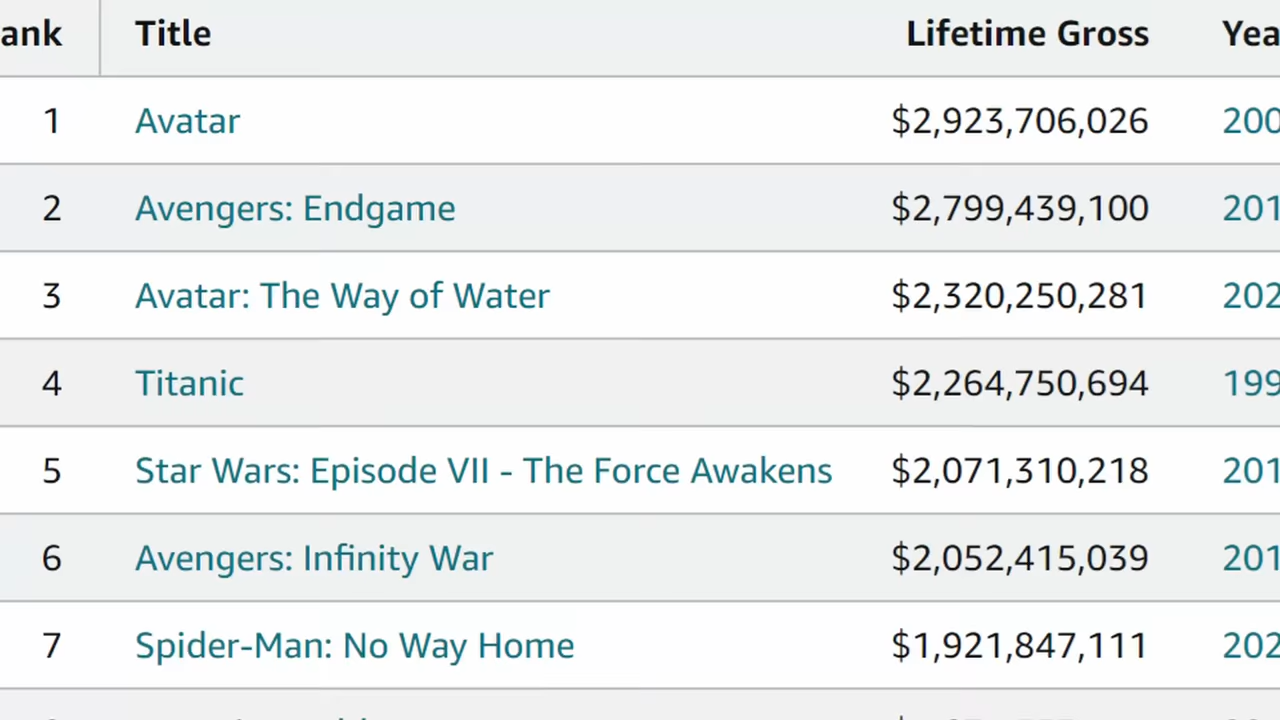 ank Title Lifetime Gross Yea
1 Avatar $2,923,706,026 200
2 Avengers: Endgame $2,799,439,100 201
3 Avatar: The Way of Water $2,320,250,281 202
4 Titanic $2,264,750,694 199
5 Star Wars: Episode VII - The Force Awakens $2,071,310,218 201
6 Avengers: Infinity War $2,052,415,039 201
7 Spider-Man: No Way Home $1,921,847,111 202